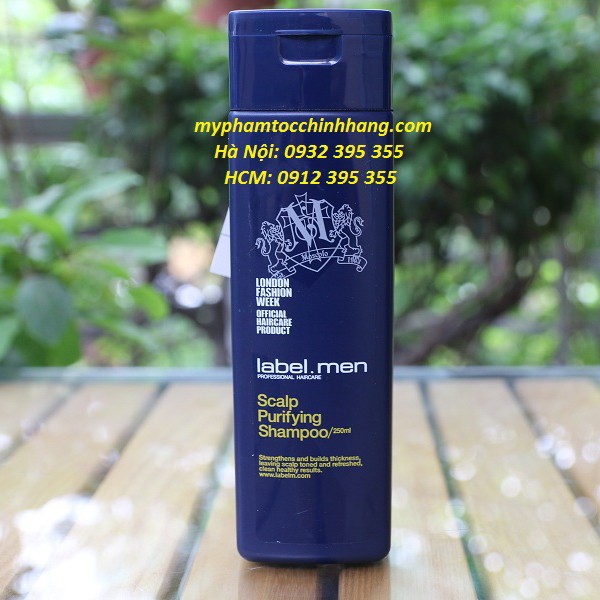 myphamtocchinhhang.com
Hà Nội: 0932 395 355
HCM: 0912 395 355
LONDON
FASHION
WEEK
OFFICIAL
HAIRCARE
PRODUCT
label.men
PROFESSIONAL HAIRCARE
Scalp
Purifying
Shampoo/250ml
Strengthens and builds thickness,
leaving scalp toned and refreshed,
clean healthy results.
www.labelm.com